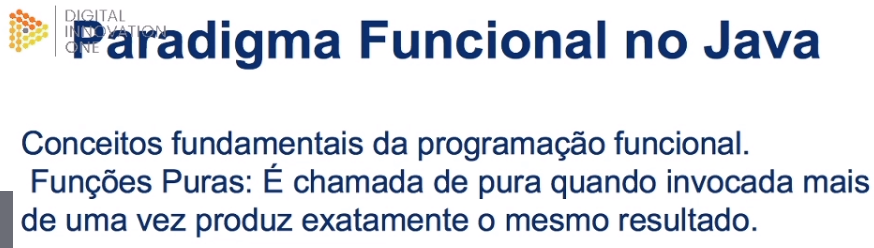 DIGITAL
INNOVATION
ONE
Paradigma Funcional no Java
Conceitos fundamentais da programação funcional.
Funções Puras: É chamada de pura quando invocada mais
de uma vez produz exatamente o mesmo resultado.